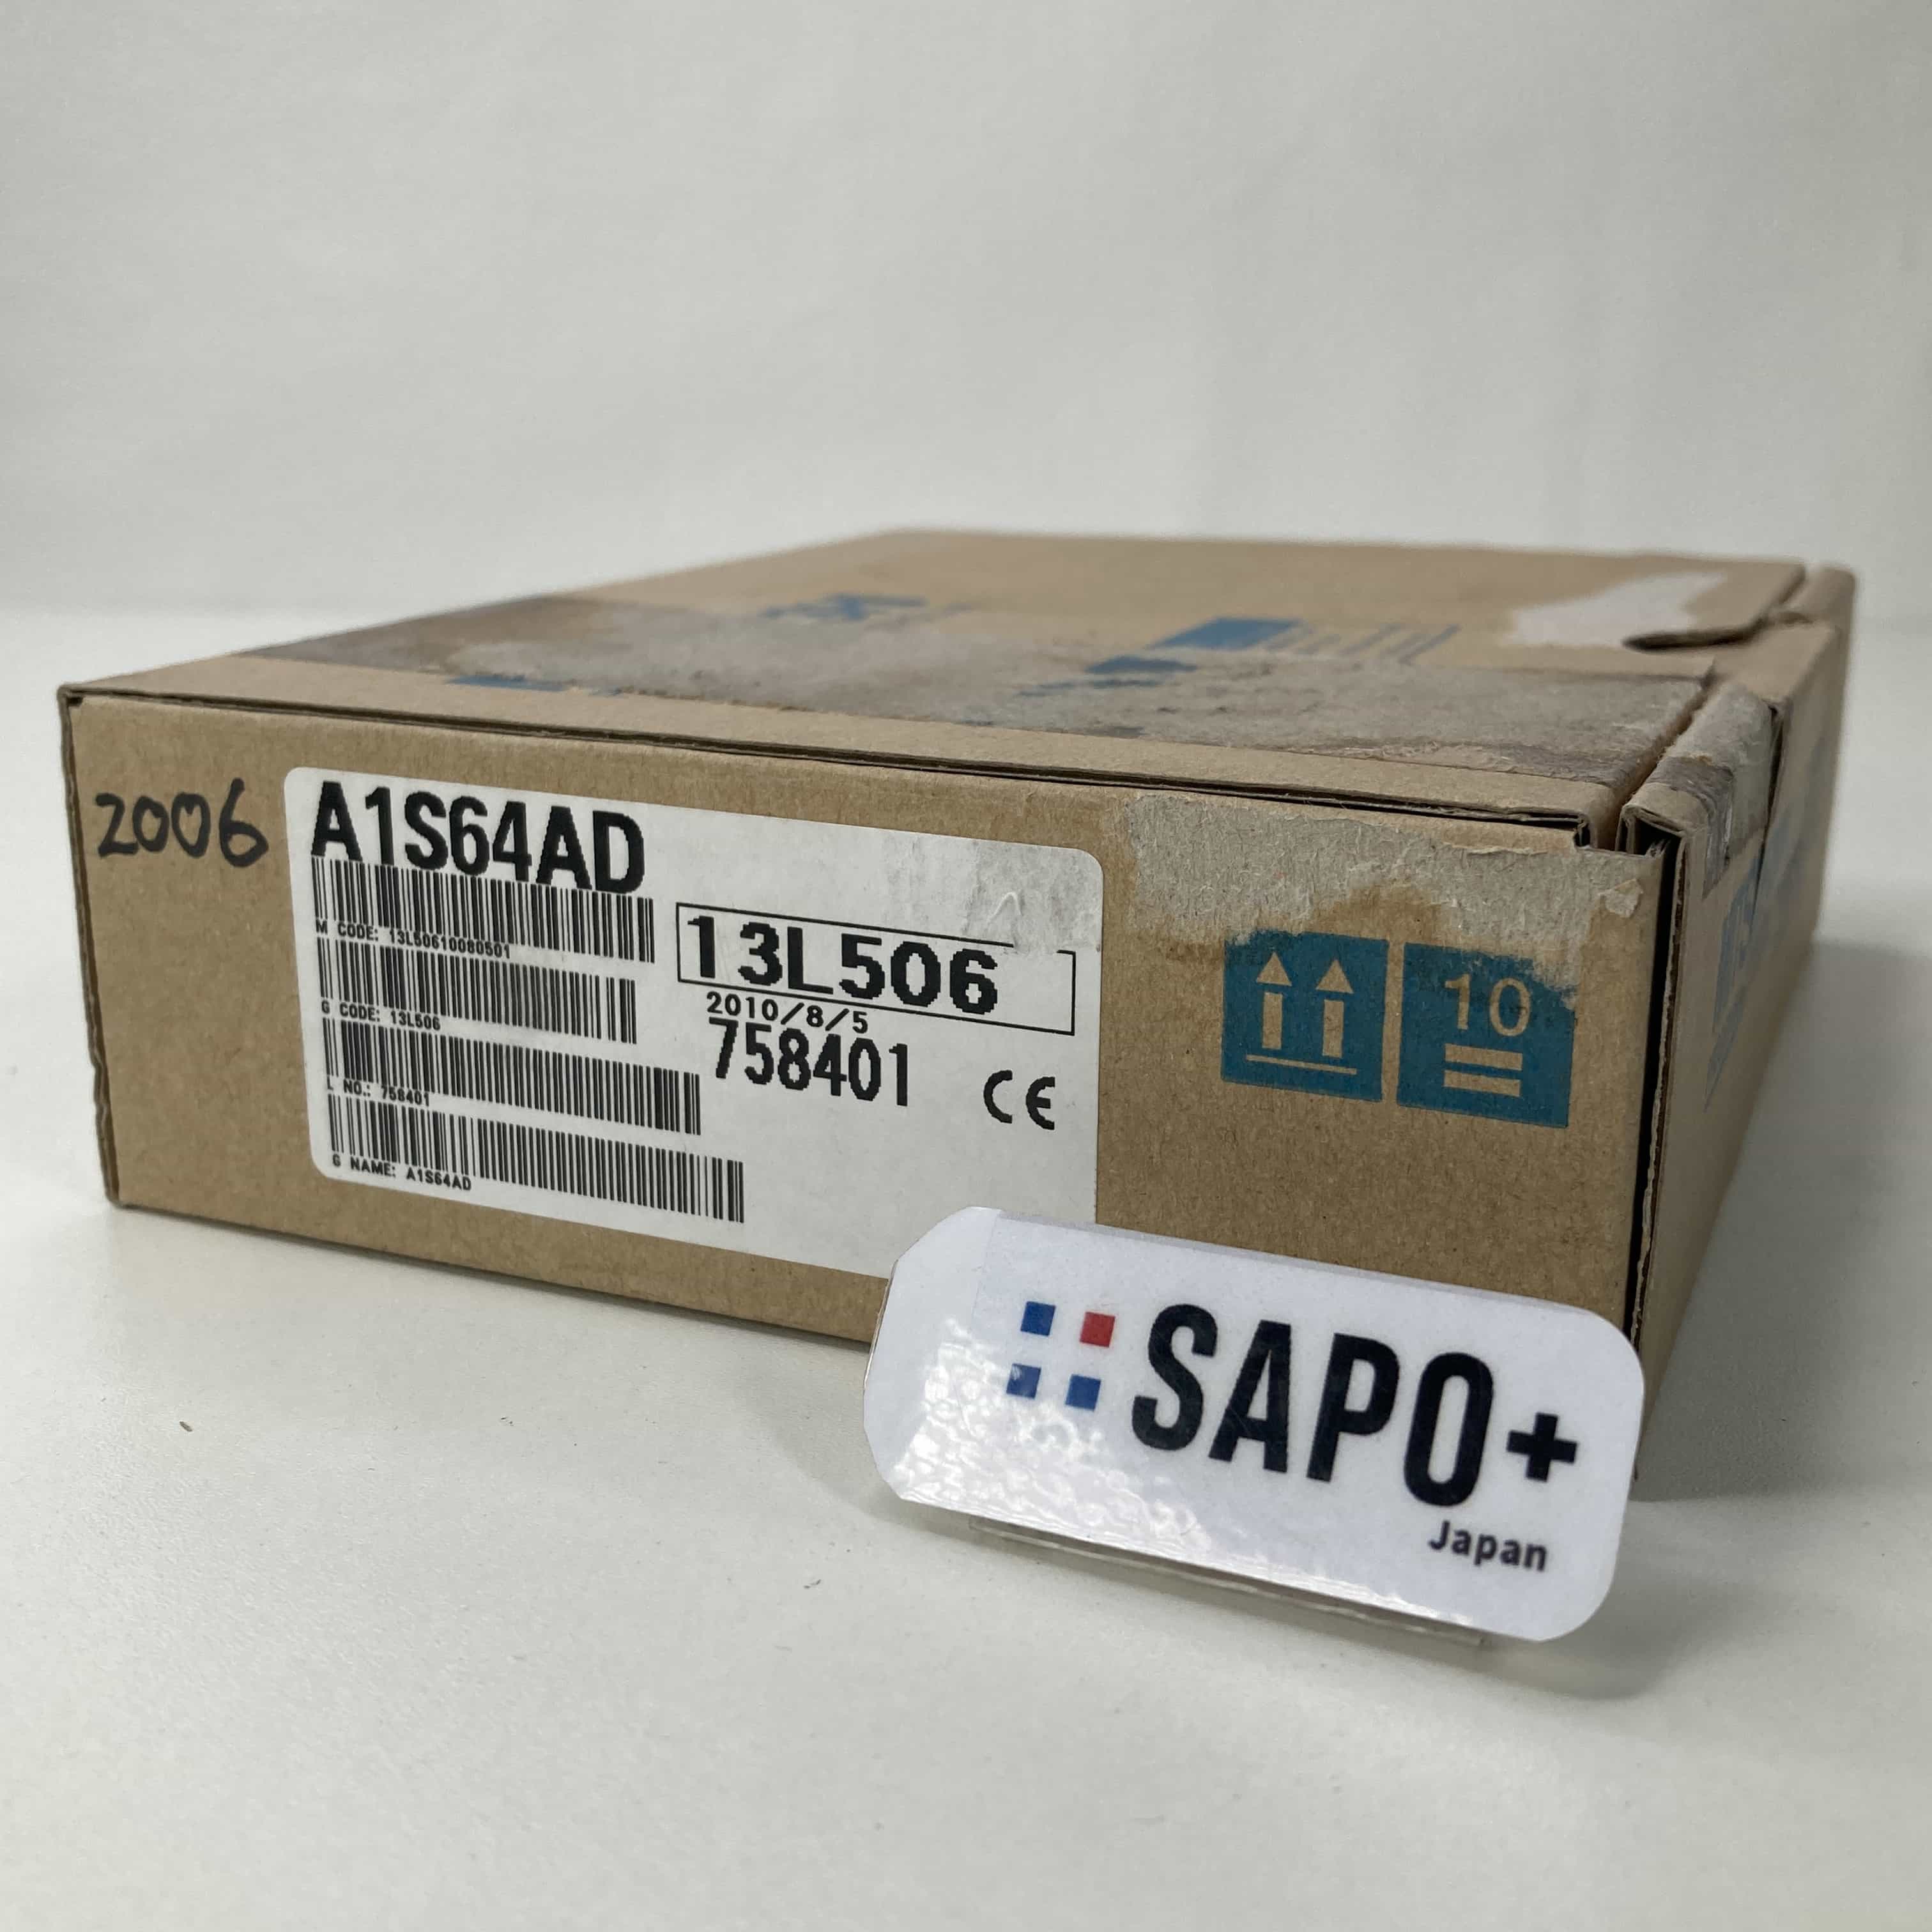 2006
A1S64AD
M CODE: 13L50610080501
13L506
2010/8/5
G CODE: 13L506
758401
L NO.: 758401
CE
G NAME: A1S64AD
10
SAPO+
Japan